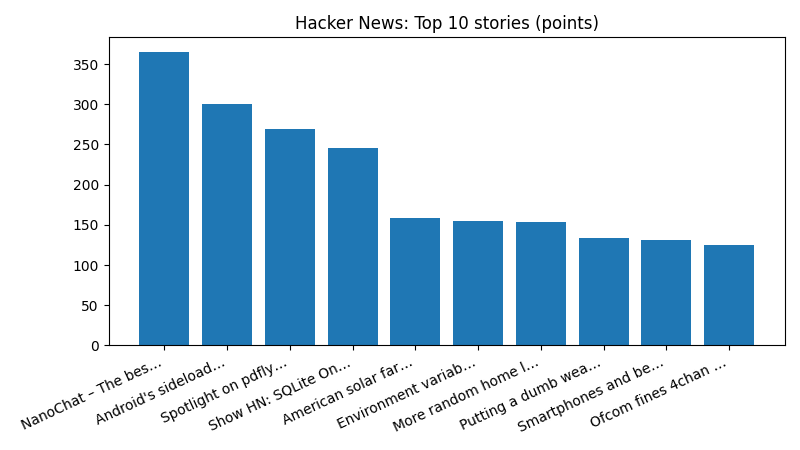 Hacker News: Top 10 stories (points)
350
300
250
200
150
100
50
0
NanoChat – The bes...
Android's sideload...
Spotlight on pdfly...
Show HN: SQLite On...
American solar far...
Environment variab...
More random home l...
Putting a dumb wea...
Smartphones and be...
Ofcom fines 4chan ...